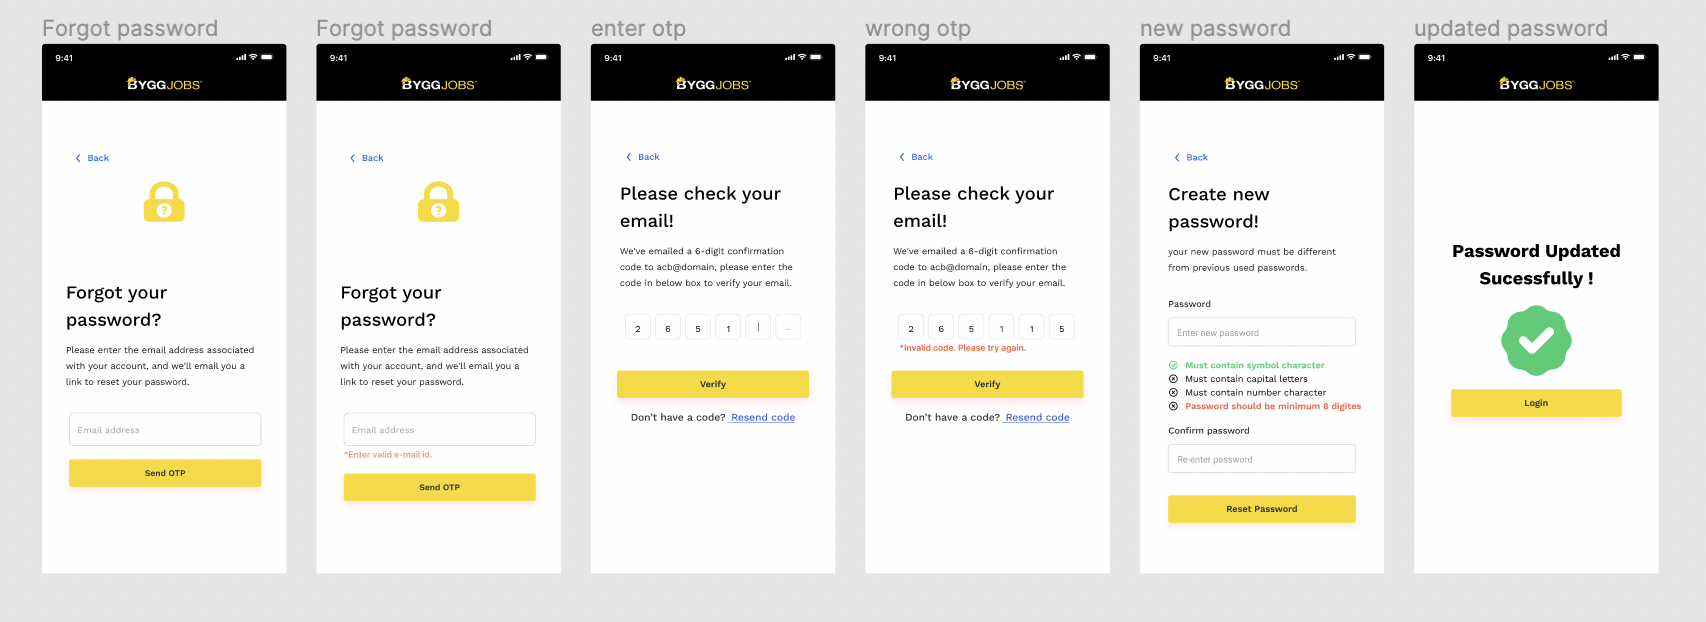 Forgot password
9:41
BYGGJOBS
Back
Forgot your
password?
Please enter the email address associated
with your account, and we'll email you a
link to reset your password.
Email address
Send OTP
Forgot password
9:41
BYGGJOBS
Back
Forgot your
password?
Please enter the email address associated
with your account, and we'll email you a
link to reset your password.
Email address
*Enter valid e-mail id.
Send OTP
enter otp
9:41
BYGGJOBS
Back
Please check your
email!
We've emailed a 6-digit confirmation
code to acb@domain, please enter the
code in below box to verify your email.
2 6 5 1 | -
Verify
Don't have a code? Resend code
wrong otp
9:41
BYGGJOBS
Back
Please check your
email!
We've emailed a 6-digit confirmation
code to acb@domain, please enter the
code in below box to verify your email.
2 6 5 1 1 5
*Invalid code. Please try again.
Verify
Don't have a code? Resend code
new password
9:41
BYGGJOBS
Back
Create new
password!
your new password must be different
from previous used passwords.
Password
Enter new password
Must contain symbol character
Must contain capital letters
Must contain number character
Password should be minimum 8 digites
Confirm password
Re-enter password
Reset Password
updated password
9:41
BYGGJOBS
Password Updated
Sucessfully !
Login